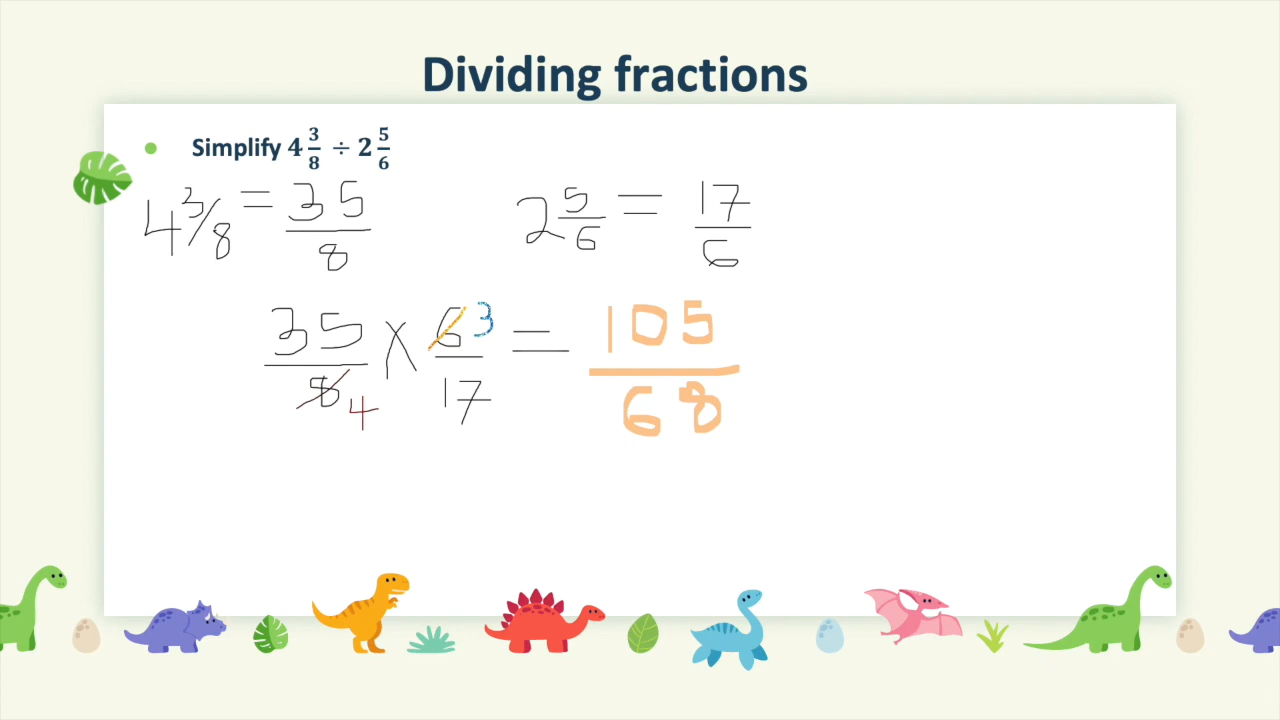 Dividing fractions
Simplify 4 3/8 ÷ 2 5/6
4 3/8 = 35/8
2 5/6 = 17/6
35/8 4 × 6/17 3 = 105/68